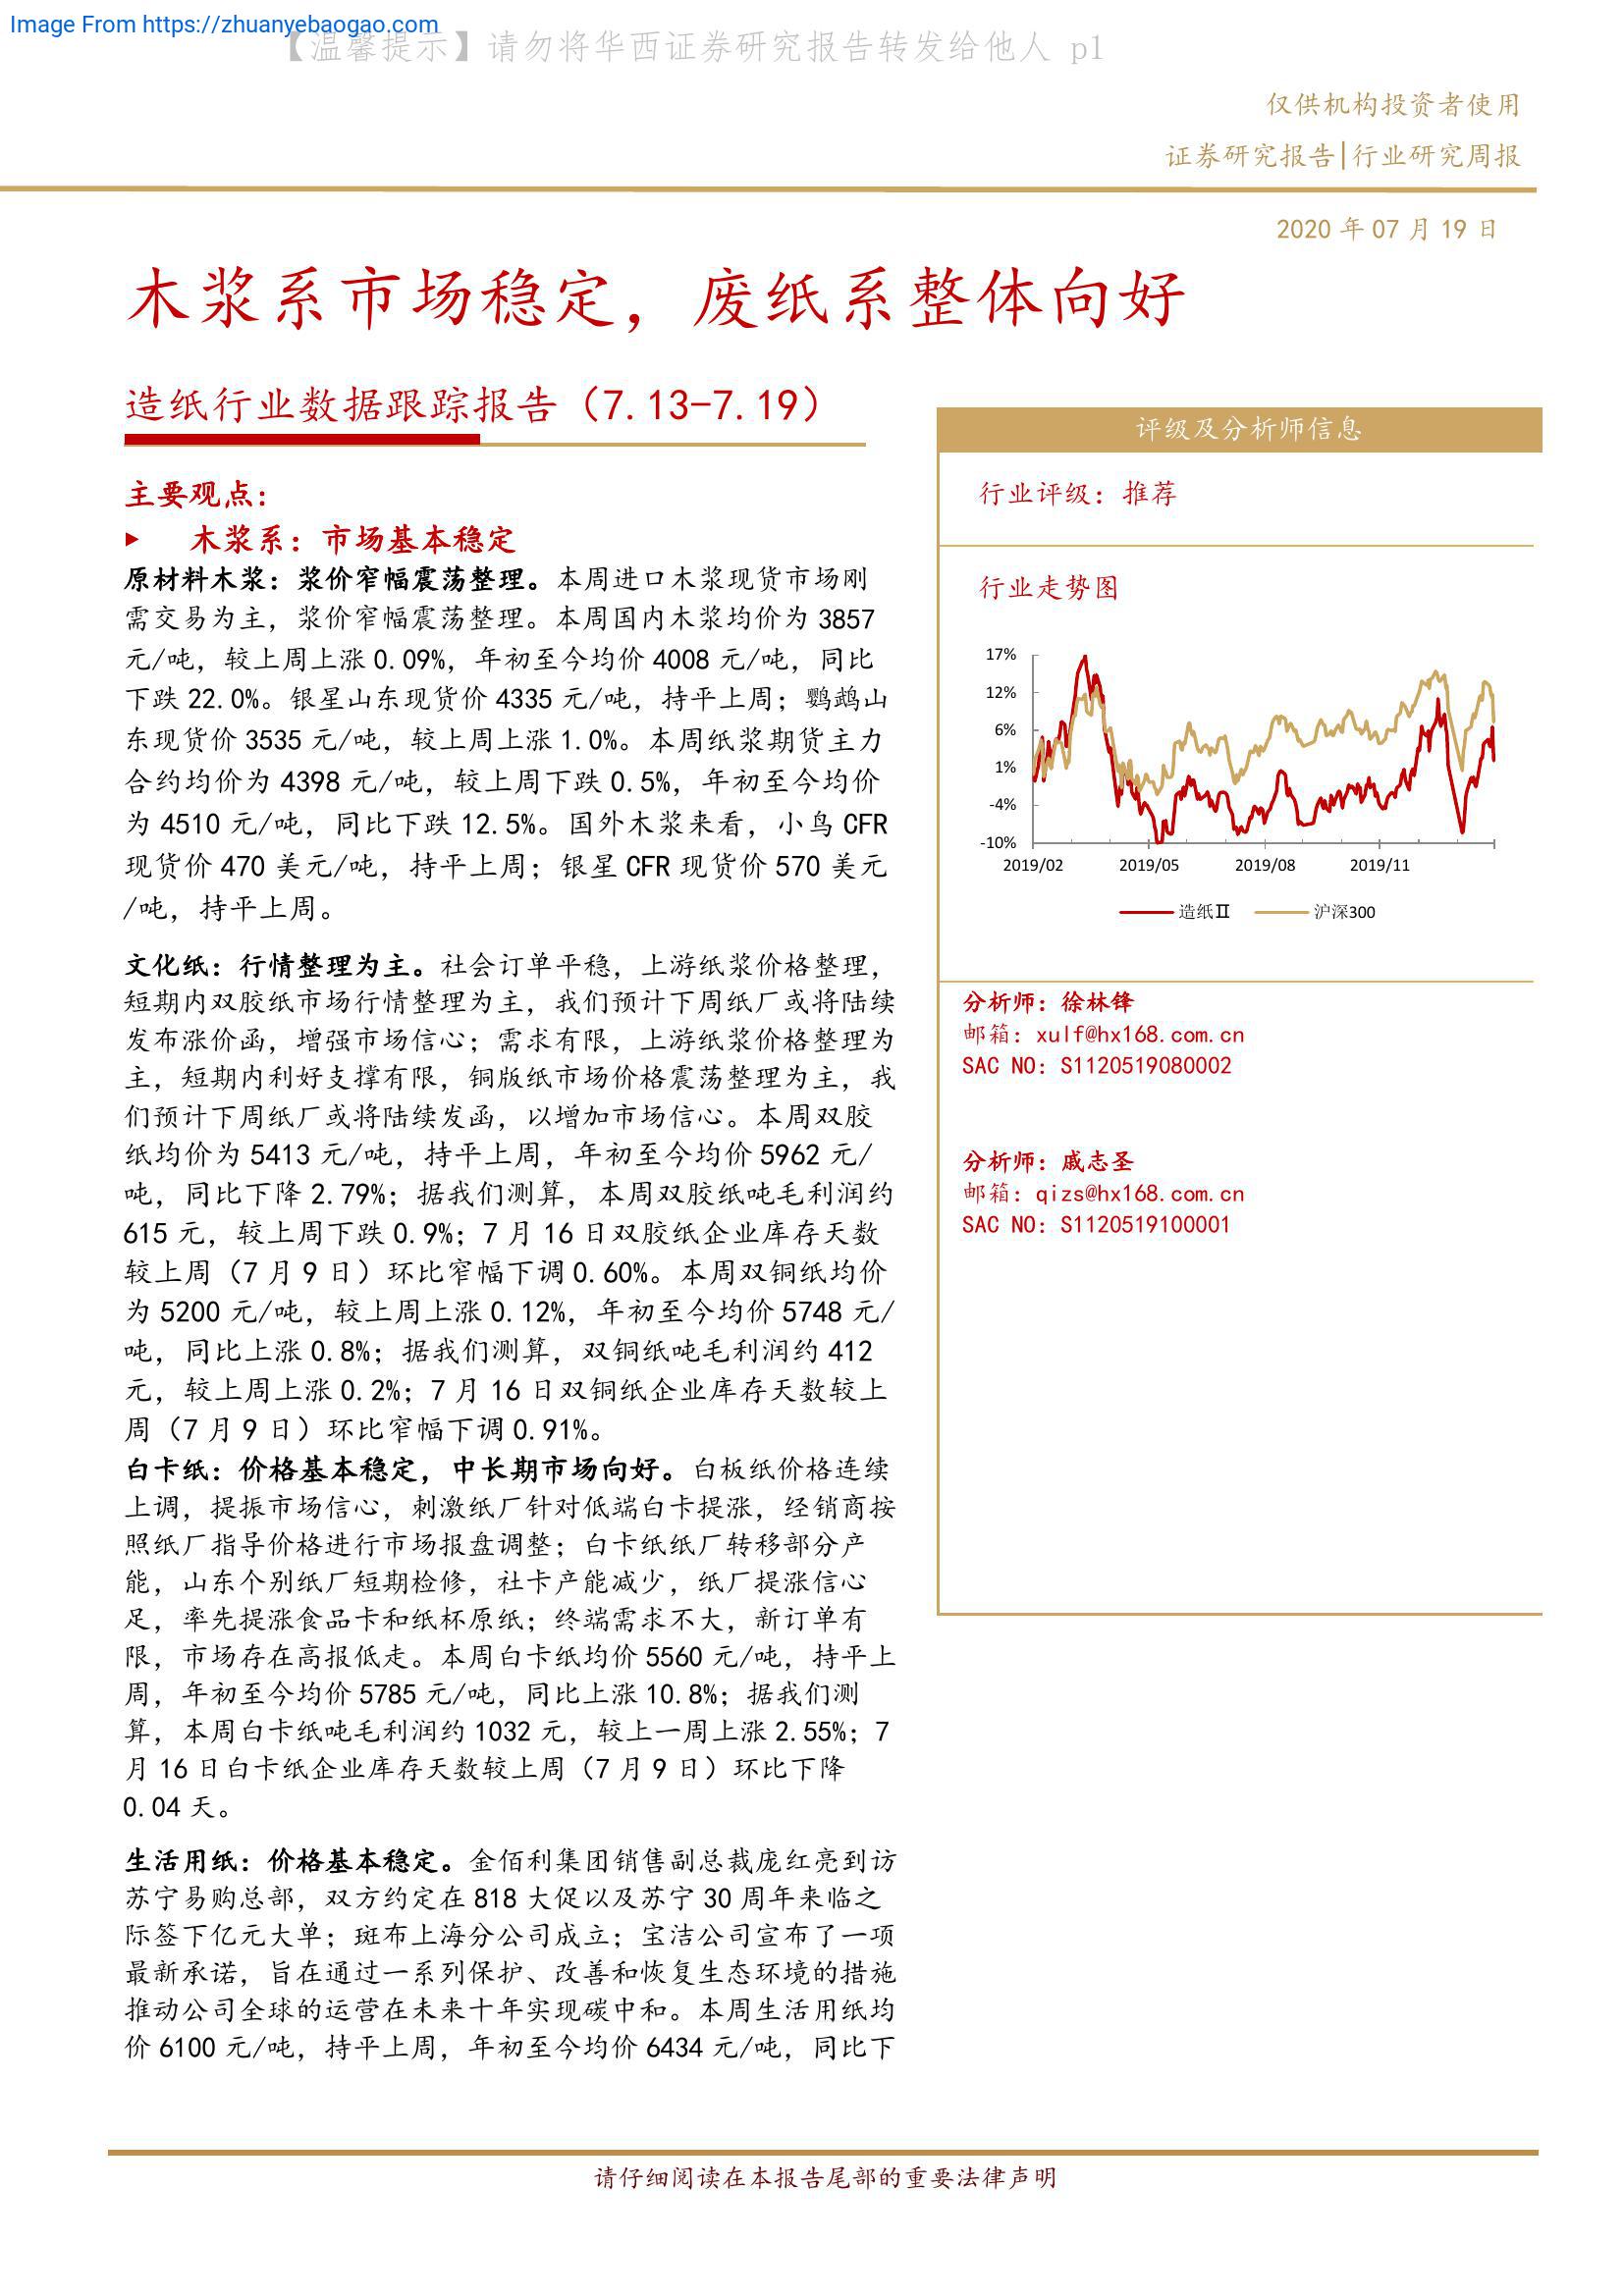 Image From https://zhuanyebaogao.com
【温馨提示】请勿将华西证券研究报告转发给他人 p1
仅供机构投资者使用
证券研究报告|行业研究周报
2020 年 07 月 19 日
木浆系市场稳定，废纸系整体向好
造纸行业数据跟踪报告（7.13-7.19）
主要观点：
木浆系：市场基本稳定
原材料木浆：浆价窄幅震荡整理。本周进口木浆现货市场刚
需交易为主，浆价窄幅震荡整理。本周国内木浆均价为 3857
元/吨，较上周上涨 0.09%，年初至今均价 4008 元/吨，同比
下跌 22.0%。银星山东现货价 4335 元/吨，持平上周；鹦鹉山
东现货价 3535 元/吨，较上周上涨 1.0%。本周纸浆期货主力
合约均价为 4398 元/吨，较上周下跌 0.5%，年初至今均价
为 4510 元/吨，同比下跌 12.5%。国外木浆来看，小鸟 CFR
现货价 470 美元/吨，持平上周；银星 CFR 现货价 570 美元
/吨，持平上周。
文化纸：行情整理为主。社会订单平稳，上游纸浆价格整理，
短期内双胶纸市场行情整理为主，我们预计下周纸厂或将陆续
发布涨价函，增强市场信心；需求有限，上游纸浆价格整理为
主，短期内利好支撑有限，铜版纸市场价格震荡整理为主，我
们预计下周纸厂或将陆续发函，以增加市场信心。本周双胶
纸均价为 5413 元/吨，持平上周，年初至今均价 5962 元/
吨，同比下降 2.79%；据我们测算，本周双胶纸吨毛利润约
615 元，较上周下跌 0.9%；7 月 16 日双胶纸企业库存天数
较上周（7 月 9 日）环比窄幅下调 0.60%。本周双铜纸均价
为 5200 元/吨，较上周上涨 0.12%，年初至今均价 5748 元/
吨，同比上涨 0.8%；据我们测算，双铜纸吨毛利润约 412
元，较上周上涨 0.2%；7 月 16 日双铜纸企业库存天数较上
周（7 月 9 日）环比窄幅下调 0.91%。
白卡纸：价格基本稳定，中长期市场向好。白板纸价格连续
上调，提振市场信心，刺激纸厂针对低端白卡提涨，经销商按
照纸厂指导价格进行市场报盘调整；白卡纸纸厂转移部分产
能，山东个别纸厂短期检修，社卡产能减少，纸厂提涨信心
足，率先提涨食品卡和纸杯原纸；终端需求不大，新订单有
限，市场存在高报低走。本周白卡纸均价 5560 元/吨，持平上
周，年初至今均价 5785 元/吨，同比上涨 10.8%；据我们测
算，本周白卡纸吨毛利润约 1032 元，较上一周上涨 2.55%；7
月 16 日白卡纸企业库存天数较上周（7 月 9 日）环比下降
0.04 天。
生活用纸：价格基本稳定。金佰利集团销售副总裁庞红亮到访
苏宁易购总部，双方约定在 818 大促以及苏宁 30 周年来临之
际签下亿元大单；斑布上海分公司成立；宝洁公司宣布了一项
最新承诺，旨在通过一系列保护、改善和恢复生态环境的措施
推动公司全球的运营在未来十年实现碳中和。本周生活用纸均
价 6100 元/吨，持平上周，年初至今均价 6434 元/吨，同比下
评级及分析师信息
行业评级：推荐
行业走势图
17%
12%
6%
1%
-4%
-10%
2019/02 2019/05 2019/08 2019/11
造纸Ⅱ 沪深300
分析师：徐林锋
邮箱：xulf@hx168.com.cn
SAC NO：S1120519080002
分析师：戚志圣
邮箱：qizs@hx168.com.cn
SAC NO：S1120519100001
请仔细阅读在本报告尾部的重要法律声明